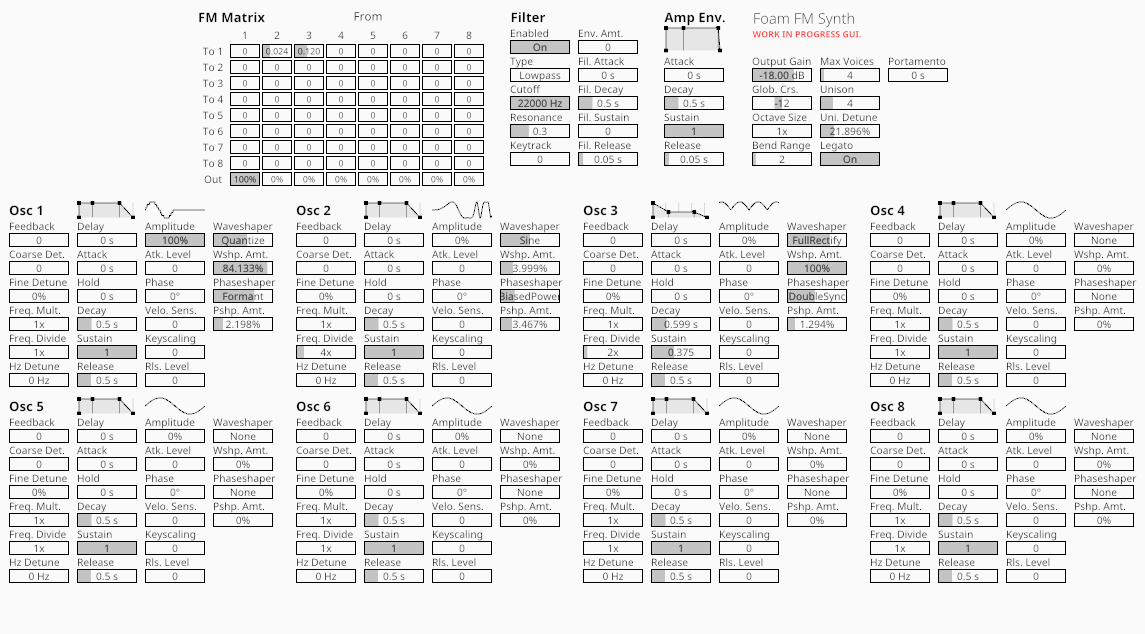 FM Matrix From Filter Amp Env. Foam FM Synth
1 2 3 4 5 6 7 8 Enabled Env. Amt. WORK IN PROGRESS GUI.
To 1 0 0.024 0.120 0 0 0 0 0 On 0
To 2 0 0 0 0 0 0 0 0 Type Fil. Attack Attack Output Gain Max Voices Portamento
Lowpass 0 s 0 s -18.00 dB 4 0 s
To 3 0 0 0 0 0 0 0 0 Cutoff Fil. Decay Decay Glob. Crs. Unison
To 4 0 0 0 0 0 0 0 0 22000 Hz 0.5 s 0.5 s -12 4
To 5 0 0 0 0 0 0 0 0 Resonance Fil. Sustain Sustain Octave Size Uni. Detune
To 6 0 0 0 0 0 0 0 0 0.3 0 1 1x 21.896%
To 7 0 0 0 0 0 0 0 0 Keytrack Fil. Release Release Bend Range Legato
To 8 0 0 0 0 0 0 0 0 0 0.05 s 0.05 s 2 On
Out 100% 0% 0% 0% 0% 0% 0% 0%
Osc 1 Osc 2 Osc 3 Osc 4
Feedback Delay Amplitude Waveshaper Feedback Delay Amplitude Waveshaper Feedback Delay Amplitude Waveshaper Feedback Delay Amplitude Waveshaper
0 0 s 100% Quantize 0 0 s 0% Sine 0 0 s 0% FullRectify 0 0 s 0% None
Coarse Det. Attack Atk. Level Wshp. Amt. Coarse Det. Attack Atk. Level Wshp. Amt. Coarse Det. Attack Atk. Level Wshp. Amt. Coarse Det. Attack Atk. Level Wshp. Amt.
0 0 s 0 84.133% 0 0 s 0 3.999% 0 0 s 0 100% 0 0 s 0 0%
Fine Detune Hold Phase Phaseshaper Fine Detune Hold Phase Phaseshaper Fine Detune Hold Phase Phaseshaper Fine Detune Hold Phase Phaseshaper
0% 0 s 0° Formant 0% 0 s 0° BiasedPower 0% 0 s 0° DoubleSync 0% 0 s 0° None
Freq. Mult. Decay Velo. Sens. Pshp. Amt. Freq. Mult. Decay Velo. Sens. Pshp. Amt. Freq. Mult. Decay Velo. Sens. Pshp. Amt. Freq. Mult. Decay Velo. Sens. Pshp. Amt.
1x 0.5 s 0 2.198% 1x 0.5 s 0 3.467% 1x 0.599 s 0 1.294% 1x 0.5 s 0 0%
Freq. Divide Sustain Keyscaling Freq. Divide Sustain Keyscaling Freq. Divide Sustain Keyscaling Freq. Divide Sustain Keyscaling
1x 1 0 4x 1 0 2x 0.375 0 1x 1 0
Hz Detune Release Rls. Level Hz Detune Release Rls. Level Hz Detune Release Rls. Level Hz Detune Release Rls. Level
0 Hz 0.5 s 0 0 Hz 0.5 s 0 0 Hz 0.5 s 0 0 Hz 0.5 s 0
Osc 5 Osc 6 Osc 7 Osc 8
Feedback Delay Amplitude Waveshaper Feedback Delay Amplitude Waveshaper Feedback Delay Amplitude Waveshaper Feedback Delay Amplitude Waveshaper
0 0 s 0% None 0 0 s 0% None 0 0 s 0% None 0 0 s 0% None
Coarse Det. Attack Atk. Level Wshp. Amt. Coarse Det. Attack Atk. Level Wshp. Amt. Coarse Det. Attack Atk. Level Wshp. Amt. Coarse Det. Attack Atk. Level Wshp. Amt.
0 0 s 0 0% 0 0 s 0 0% 0 0 s 0 0% 0 0 s 0 0%
Fine Detune Hold Phase Phaseshaper Fine Detune Hold Phase Phaseshaper Fine Detune Hold Phase Phaseshaper Fine Detune Hold Phase Phaseshaper
0% 0 s 0° None 0% 0 s 0° None 0% 0 s 0° None 0% 0 s 0° None
Freq. Mult. Decay Velo. Sens. Pshp. Amt. Freq. Mult. Decay Velo. Sens. Pshp. Amt. Freq. Mult. Decay Velo. Sens. Pshp. Amt. Freq. Mult. Decay Velo. Sens. Pshp. Amt.
1x 0.5 s 0 0% 1x 0.5 s 0 0% 1x 0.5 s 0 0% 1x 0.5 s 0 0%
Freq. Divide Sustain Keyscaling Freq. Divide Sustain Keyscaling Freq. Divide Sustain Keyscaling Freq. Divide Sustain Keyscaling
1x 1 0 1x 1 0 1x 1 0 1x 1 0
Hz Detune Release Rls. Level Hz Detune Release Rls. Level Hz Detune Release Rls. Level Hz Detune Release Rls. Level
0 Hz 0.5 s 0 0 Hz 0.5 s 0 0 Hz 0.5 s 0 0 Hz 0.5 s 0